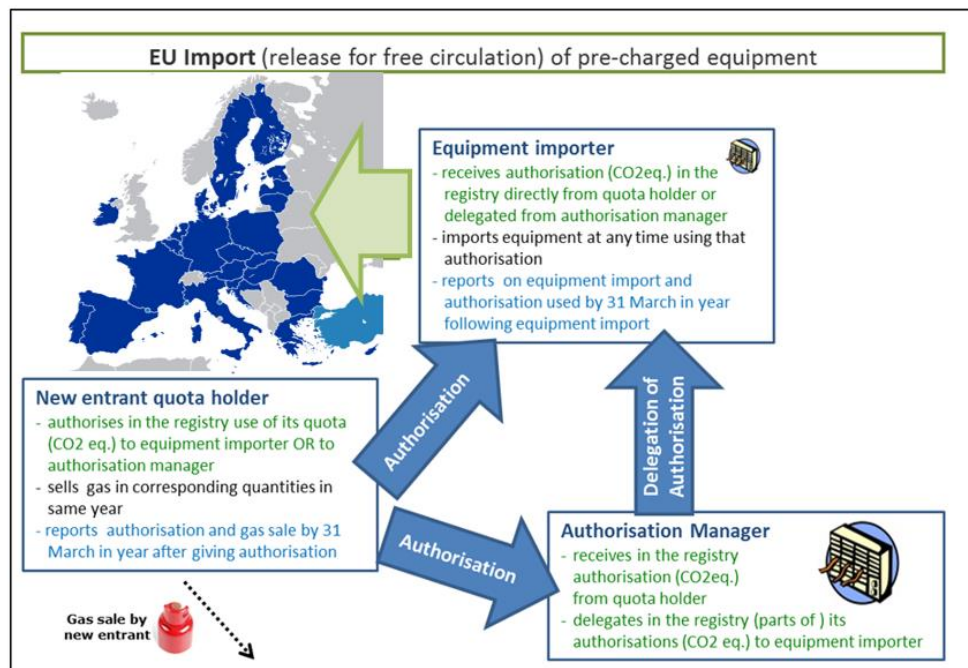 EU Import (release for free circulation) of pre-charged equipment
Equipment importer
- receives authorisation (CO2eq.) in the
registry directly from quota holder or
delegated from authorisation manager
- imports equipment at any time using that
authorisation
- reports on equipment import and
authorisation used by 31 March in year
following equipment import
New entrant quota holder
- authorises in the registry use of its quota
(CO2 eq.) to equipment importer OR to
authorisation manager
- sells gas in corresponding quantities in
same year
- reports authorisation and gas sale by 31
March in year after giving authorisation
Authorisation
Authorisation
Delegation of
Authorisation
Authorisation Manager
- receives in the registry
authorisation (CO2eq.)
from quota holder
- delegates in the registry (parts of ) its
authorisations (CO2 eq.) to equipment importer
Gas sale by
new entrant